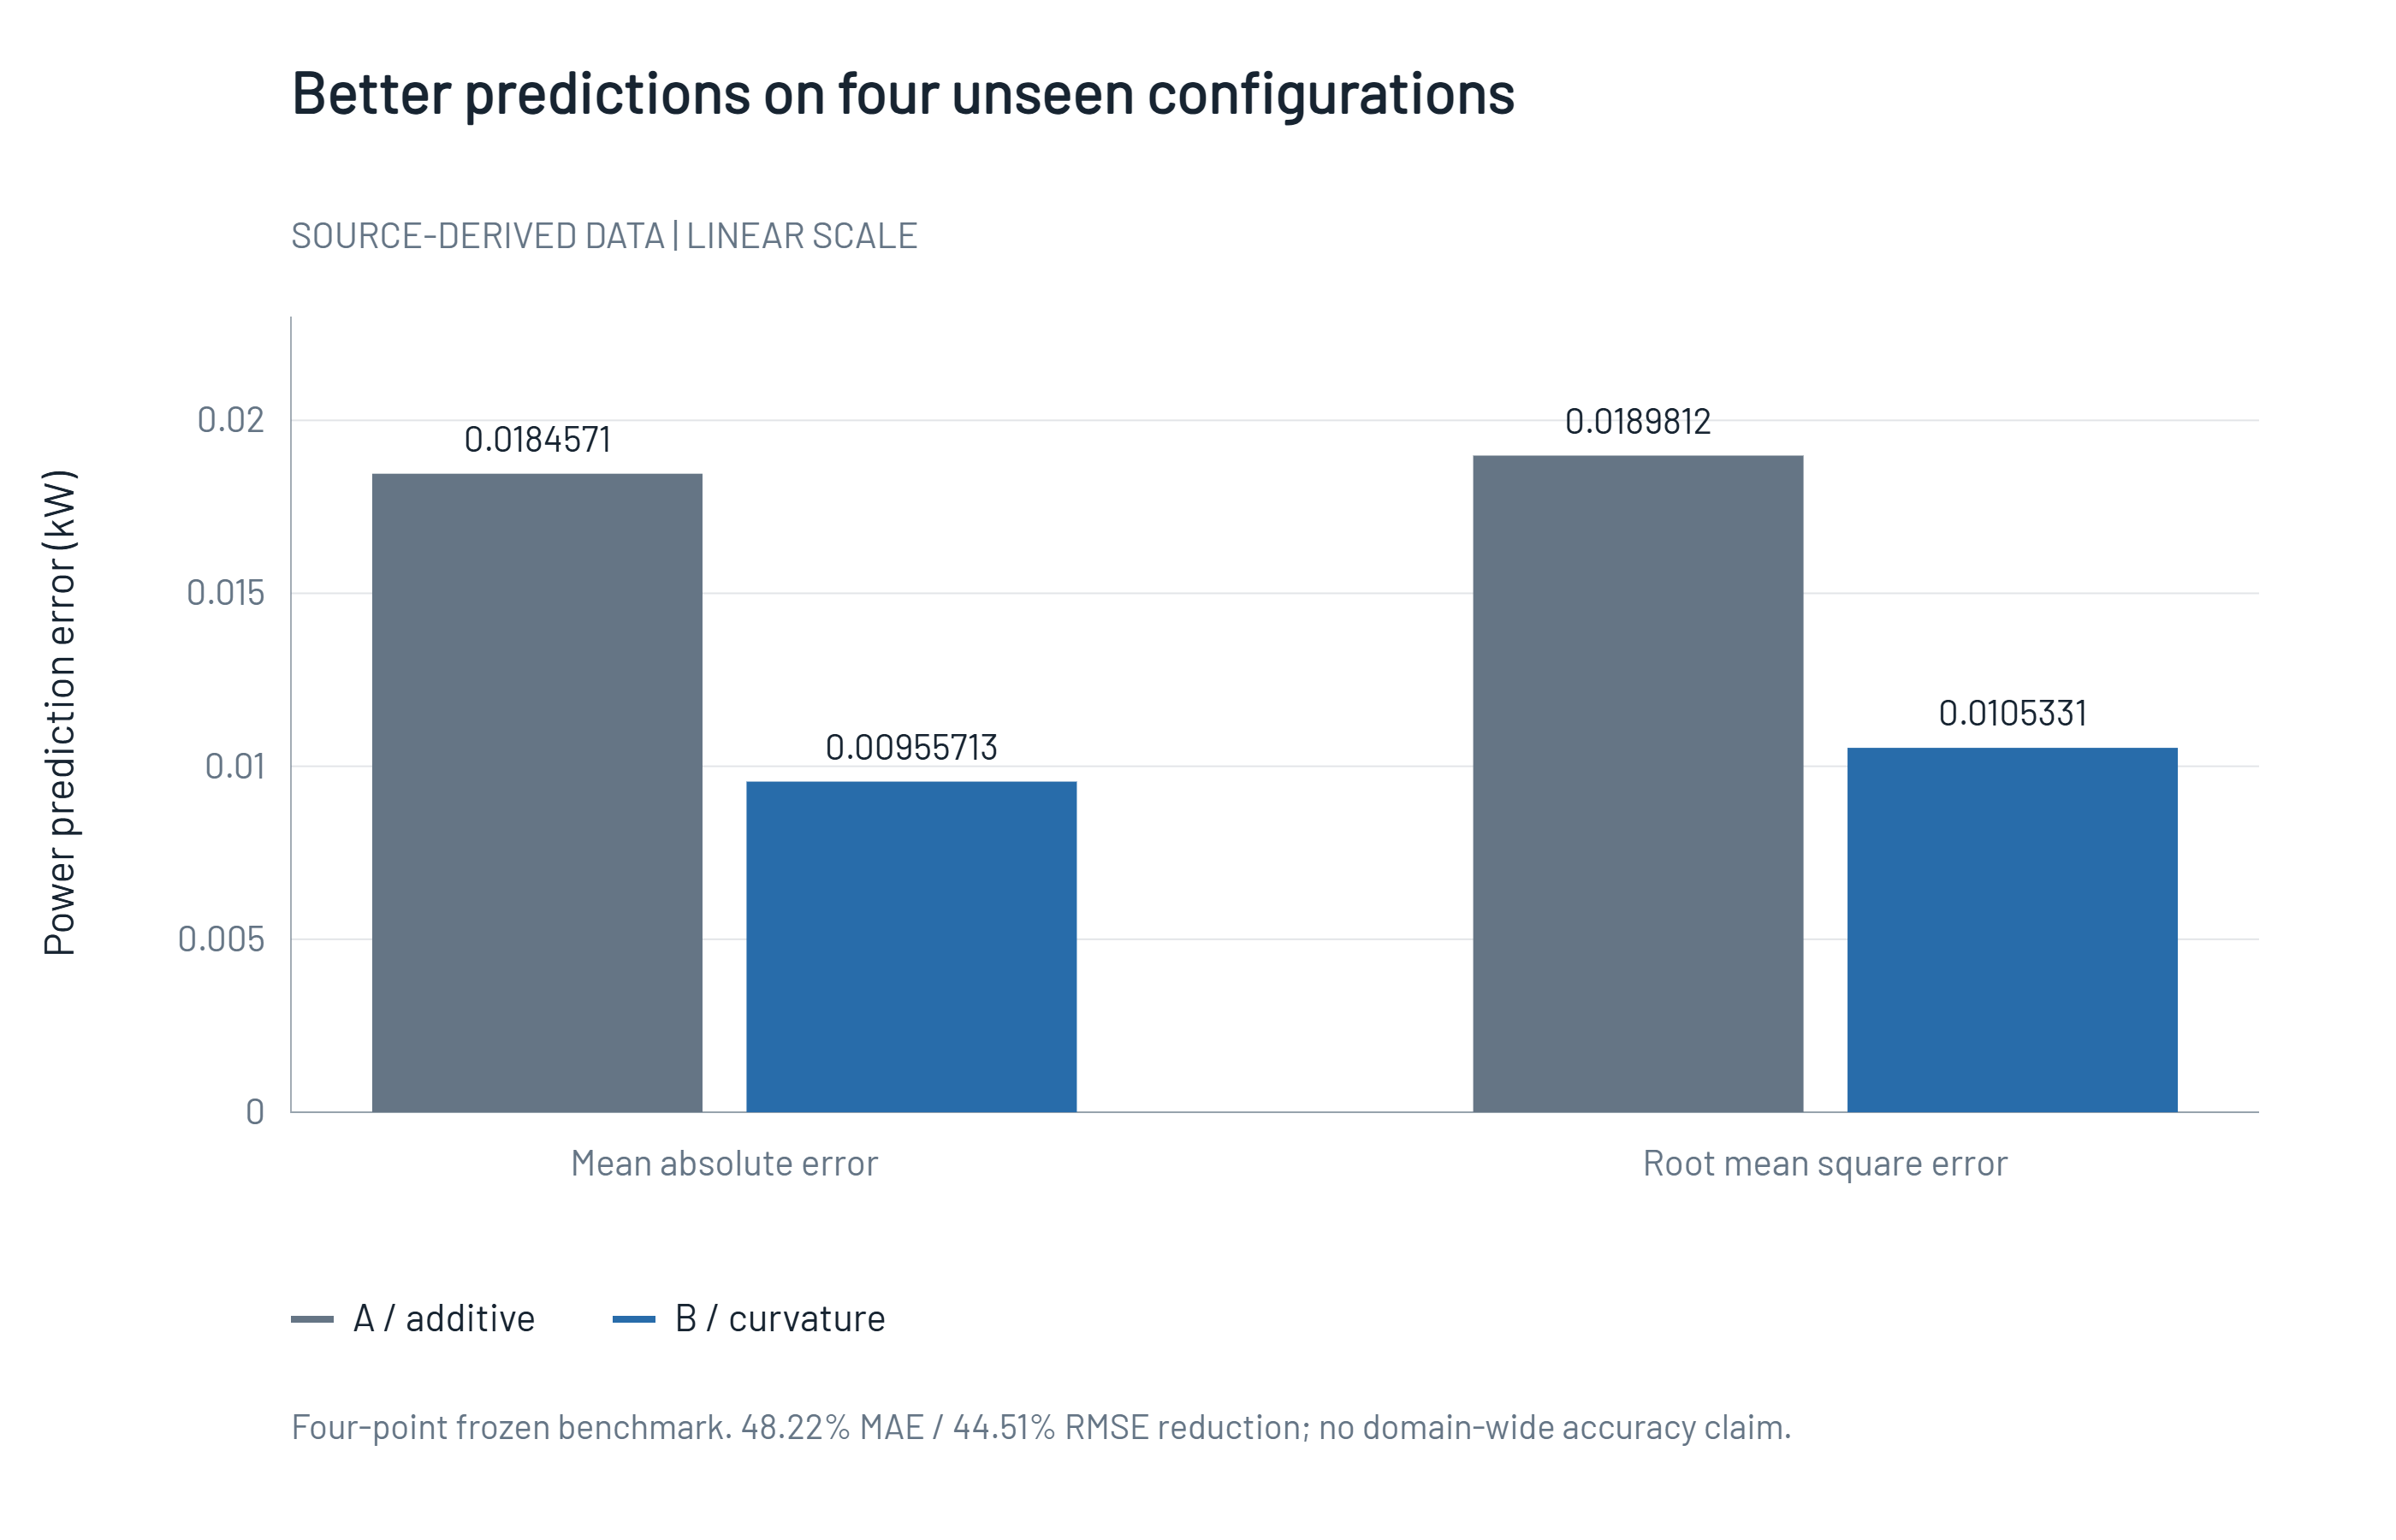 Better predictions on four unseen configurations
SOURCE-DERIVED DATA | LINEAR SCALE
Power prediction error (kW)
0.02
0.015
0.01
0.005
0
0.0184571
0.00955713
0.0189812
0.0105331
Mean absolute error
Root mean square error
A / additive
B / curvature
Four-point frozen benchmark. 48.22% MAE / 44.51% RMSE reduction; no domain-wide accuracy claim.